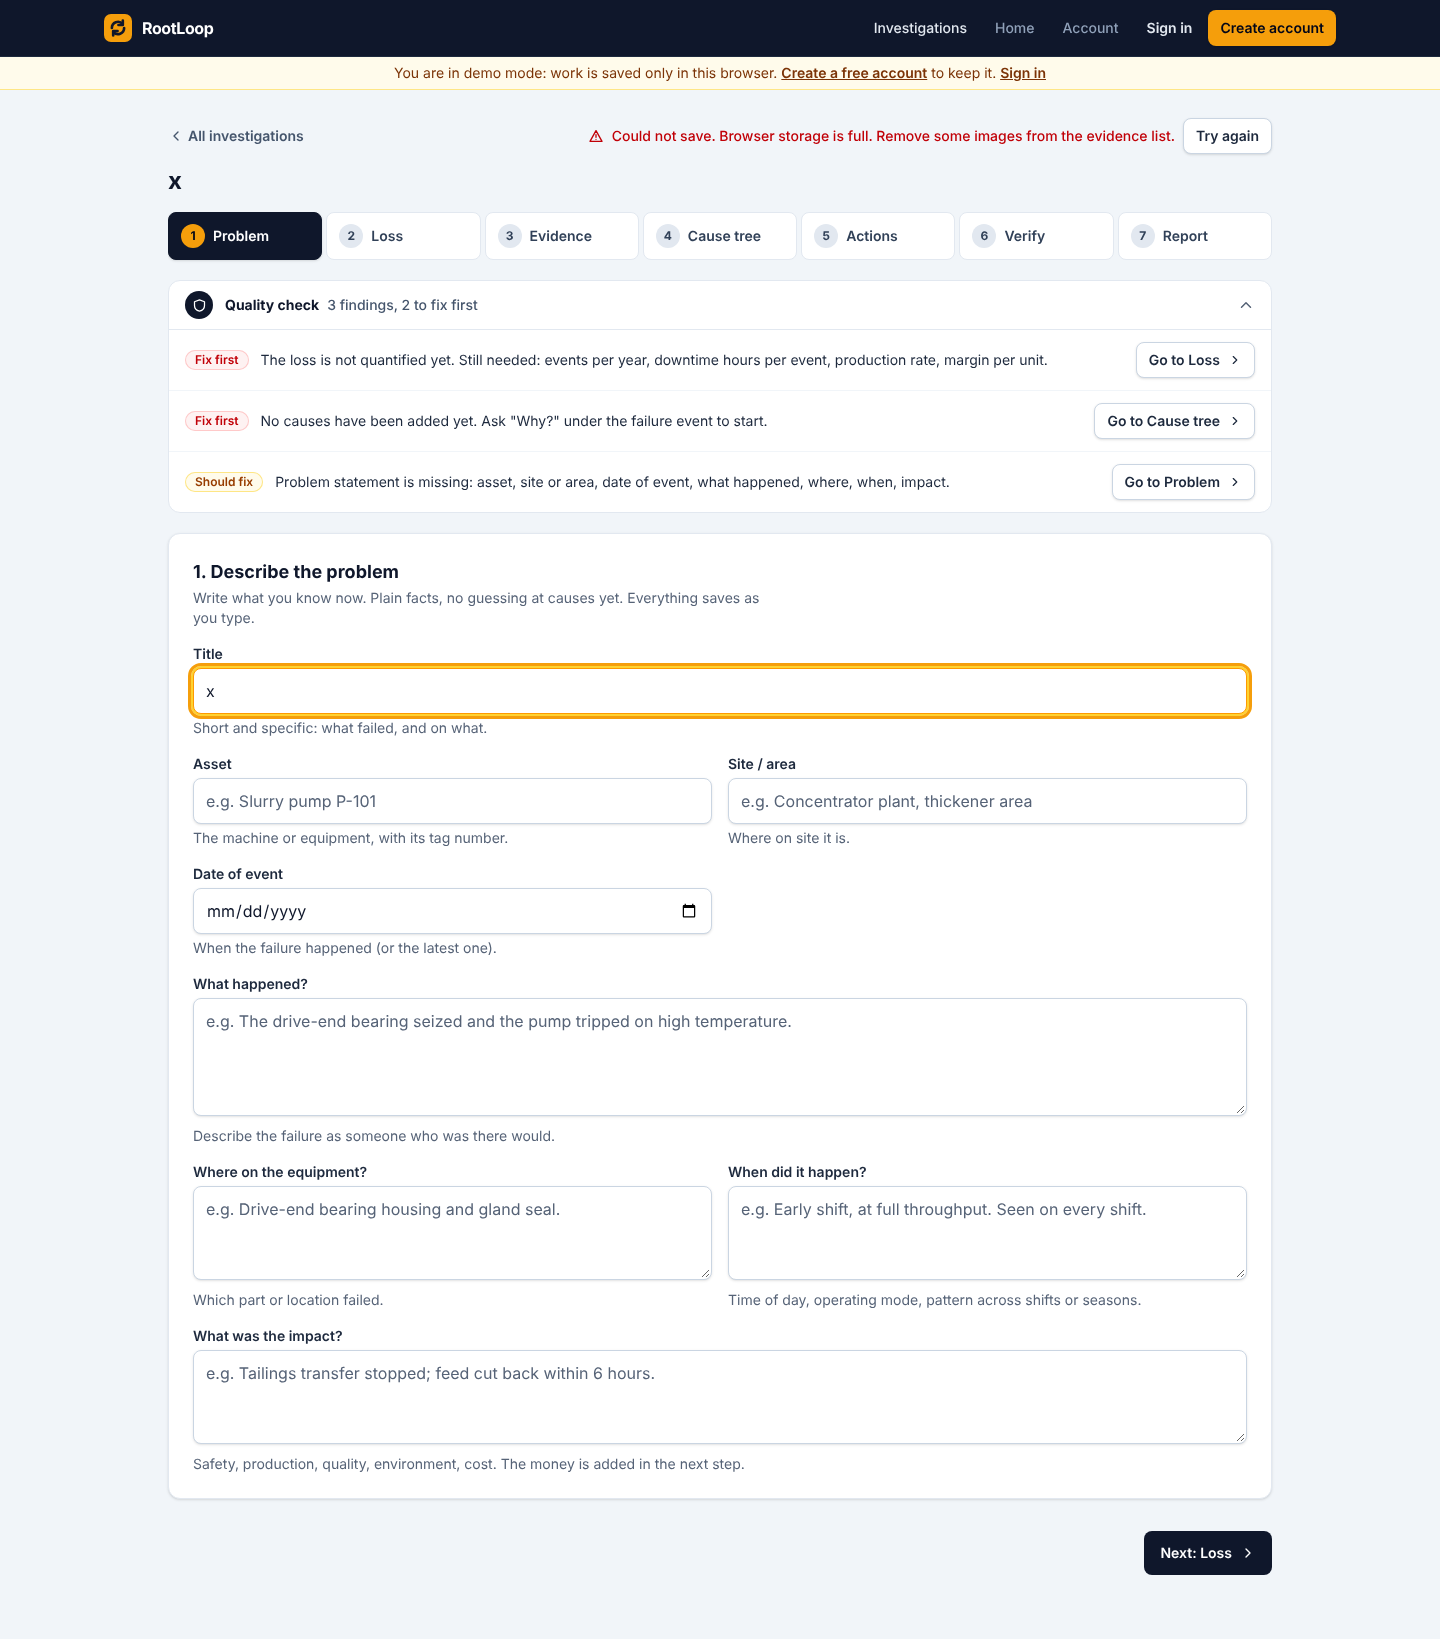 RootLoop
Investigations
Home
Account
Sign in
Create account
You are in demo mode: work is saved only in this browser. Create a free account to keep it. Sign in
All investigations
Could not save. Browser storage is full. Remove some images from the evidence list.
Try again
x
1 Problem
2 Loss
3 Evidence
4 Cause tree
5 Actions
6 Verify
7 Report
Quality check 3 findings, 2 to fix first
Fix first The loss is not quantified yet. Still needed: events per year, downtime hours per event, production rate, margin per unit. Go to Loss
Fix first No causes have been added yet. Ask "Why?" under the failure event to start. Go to Cause tree
Should fix Problem statement is missing: asset, site or area, date of event, what happened, where, when, impact. Go to Problem
1. Describe the problem
Write what you know now. Plain facts, no guessing at causes yet. Everything saves as
you type.
Title
x
Short and specific: what failed, and on what.
Asset
e.g. Slurry pump P-101
The machine or equipment, with its tag number.
Site / area
e.g. Concentrator plant, thickener area
Where on site it is.
Date of event
mm/dd/yyyy
When the failure happened (or the latest one).
What happened?
e.g. The drive-end bearing seized and the pump tripped on high temperature.
Describe the failure as someone who was there would.
Where on the equipment?
e.g. Drive-end bearing housing and gland seal.
Which part or location failed.
When did it happen?
e.g. Early shift, at full throughput. Seen on every shift.
Time of day, operating mode, pattern across shifts or seasons.
What was the impact?
e.g. Tailings transfer stopped; feed cut back within 6 hours.
Safety, production, quality, environment, cost. The money is added in the next step.
Next: Loss